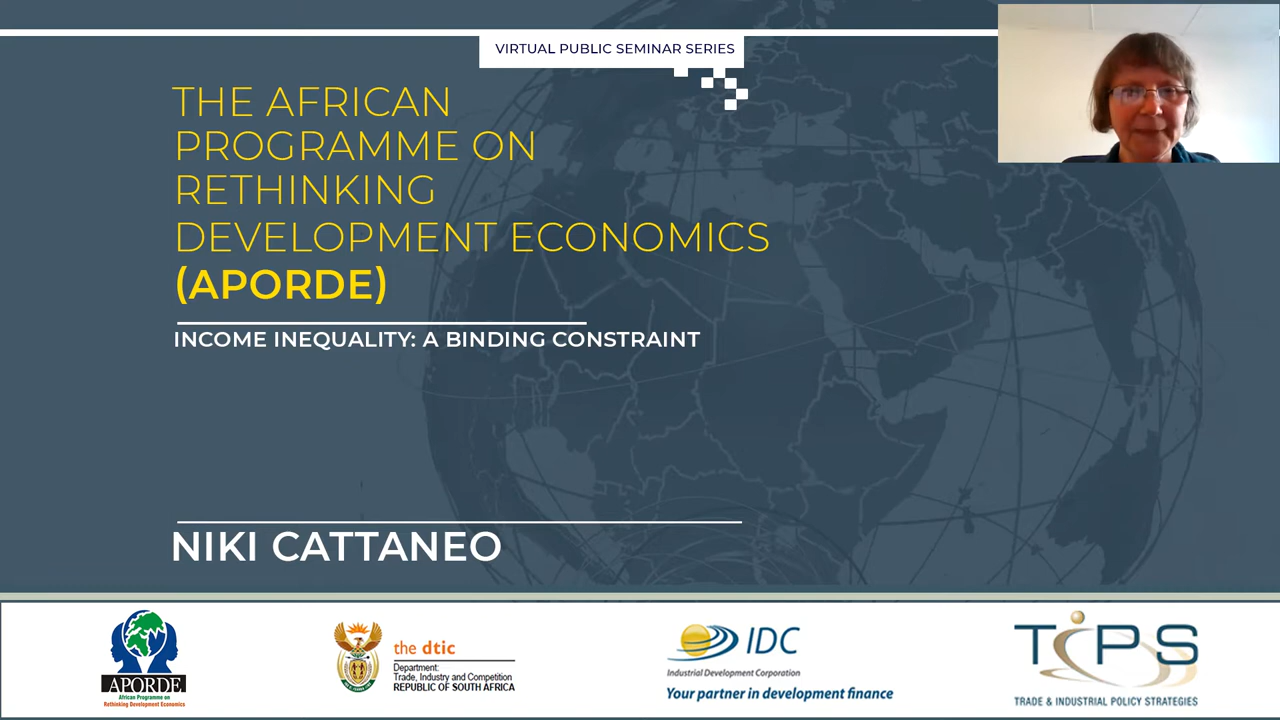 VIRTUAL PUBLIC SEMINAR SERIES
THE AFRICAN
PROGRAMME ON
RETHINKING
DEVELOPMENT ECONOMICS
(APORDE)
INCOME INEQUALITY: A BINDING CONSTRAINT
NIKI CATTANEO
APORDE
African Programme on
Rethinking Development Economics
the dtic
Department:
Trade, Industry and Competition
REPUBLIC OF SOUTH AFRICA
IDC
Industrial Development Corporation
Your partner in development finance
TIPS
TRADE & INDUSTRIAL POLICY STRATEGIES